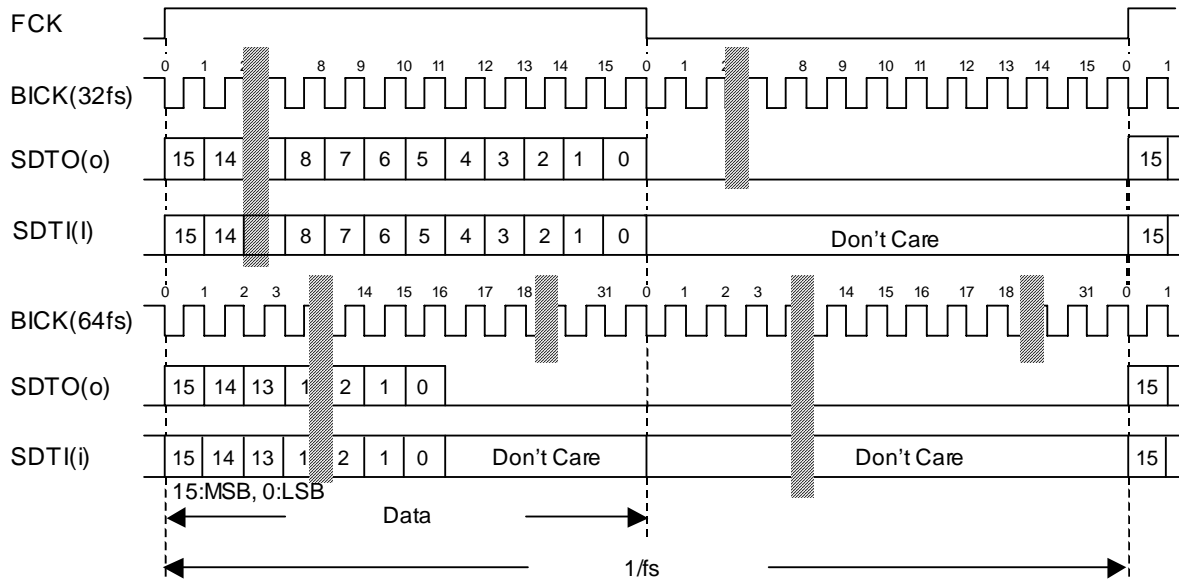 FCK
0 1 2 8 9 10 11 12 13 14 15 0 1 2 8 9 10 11 12 13 14 15 0 1
BICK(32fs)
SDTO(o) 15 14 8 7 6 5 4 3 2 1 0 15
SDTI(I) 15 14 8 7 6 5 4 3 2 1 0 Don't Care 15
0 1 2 3 14 15 16 17 18 31 0 1 2 3 14 15 16 17 18 31 0 1
BICK(64fs)
SDTO(o) 15 14 13 1 2 1 0 15
SDTI(i) 15 14 13 1 2 1 0 Don't Care Don't Care 15
15:MSB, 0:LSB
Data
1/fs